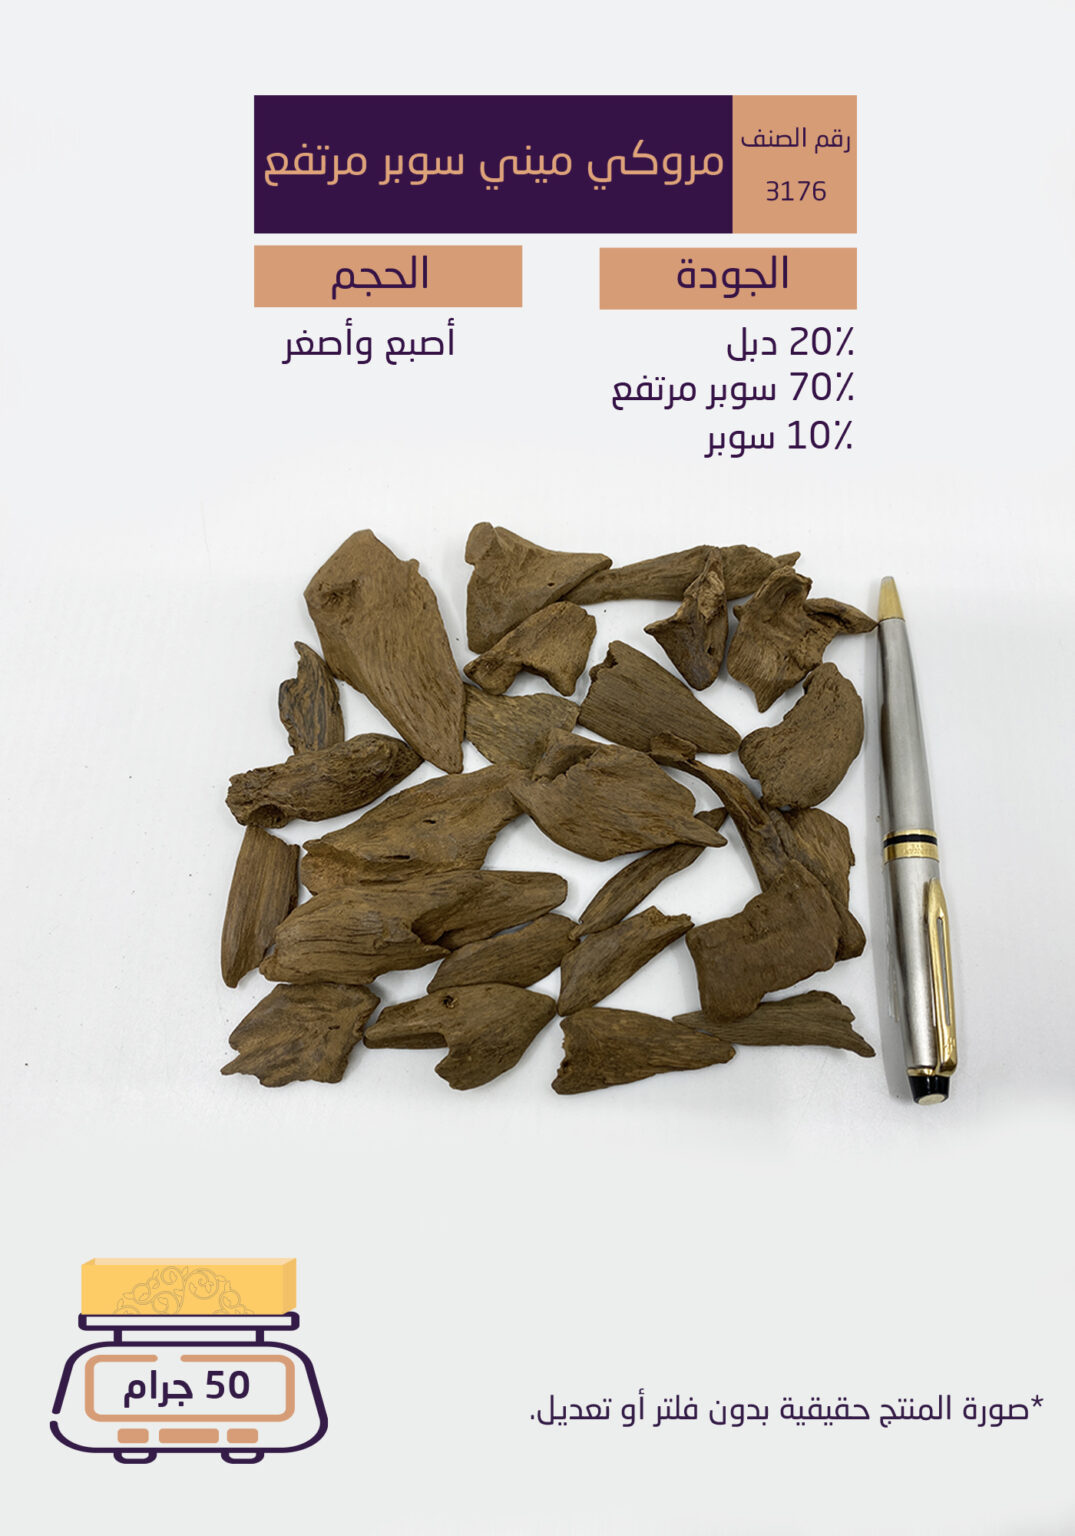 رقم الصنف
3176
مروكي ميني سوبر مرتفع
الجودة
20٪ دبل
70٪ سوبر مرتفع
10٪ سوبر
الحجم
أصبع وأصغر
50 جرام
*صورة المنتج حقيقية بدون فلتر أو تعديل.